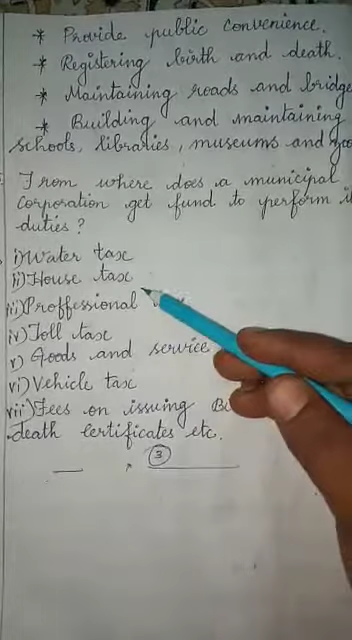 * Provide public convenience.
* Registering birth and death.
* Maintaining roads and bridge
* Building and maintaining
schools, libraries, museums and
From where does a municipal
Corporation get fund to perform
duties?
i) Water tax
ii) House tax
iii) Proffessional
iv) Toll tax
v) Goods and service
vi) Vehicle tax
vii) Fees on issuing
death certificates etc.
3